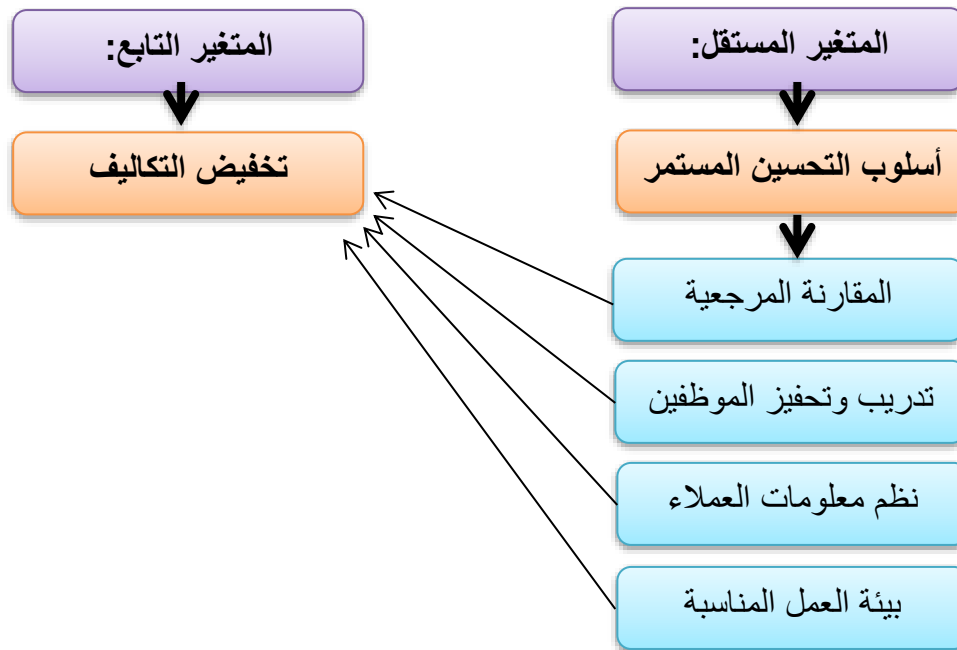 المتغير المستقل:
المتغير التابع:
أسلوب التحسين المستمر
تخفيض التكاليف
المقارنة المرجعية
تدريب وتحفيز الموظفين
نظم معلومات العملاء
بيئة العمل المناسبة